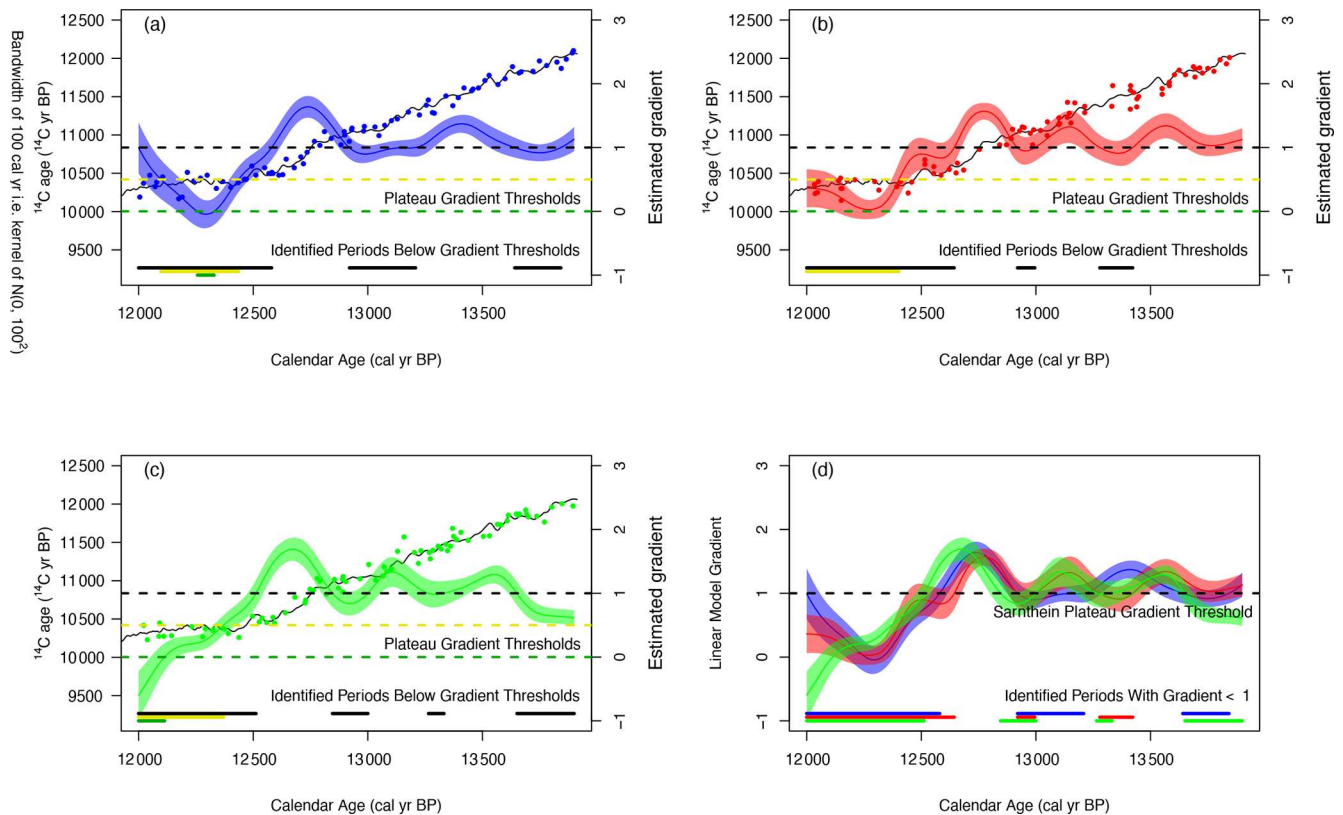 Bandwidth of 100 cal yr i.e. kernel of N(0, 100²)
(a)
¹⁴C age (¹⁴C yr BP)
12500
12000
11500
11000
10500
10000
9500
3
2
1
0
−1
Estimated gradient
Plateau Gradient Thresholds
Identified Periods Below Gradient Thresholds
12000 12500 13000 13500
Calendar Age (cal yr BP)
(b)
¹⁴C age (¹⁴C yr BP)
12500
12000
11500
11000
10500
10000
9500
3
2
1
0
−1
Estimated gradient
Plateau Gradient Thresholds
Identified Periods Below Gradient Thresholds
12000 12500 13000 13500
Calendar Age (cal yr BP)
(c)
¹⁴C age (¹⁴C yr BP)
12500
12000
11500
11000
10500
10000
9500
3
2
1
0
−1
Estimated gradient
Plateau Gradient Thresholds
Identified Periods Below Gradient Thresholds
12000 12500 13000 13500
Calendar Age (cal yr BP)
(d)
Linear Model Gradient
3
2
1
0
−1
Sarnthein Plateau Gradient Threshold
Identified Periods With Gradient < 1
12000 12500 13000 13500
Calendar Age (cal yr BP)